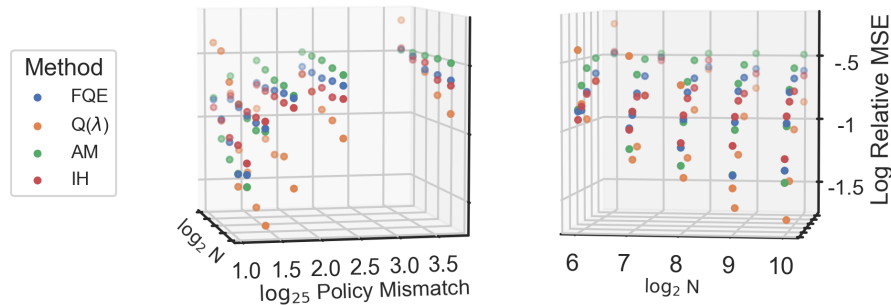 Method
FQE
Q(λ)
AM
IH
log₂ N
1.0 1.5 2.0 2.5 3.0 3.5
log₂₅ Policy Mismatch
-.5
-1
-1.5
Log Relative MSE
6 7 8 9 10
log₂ N